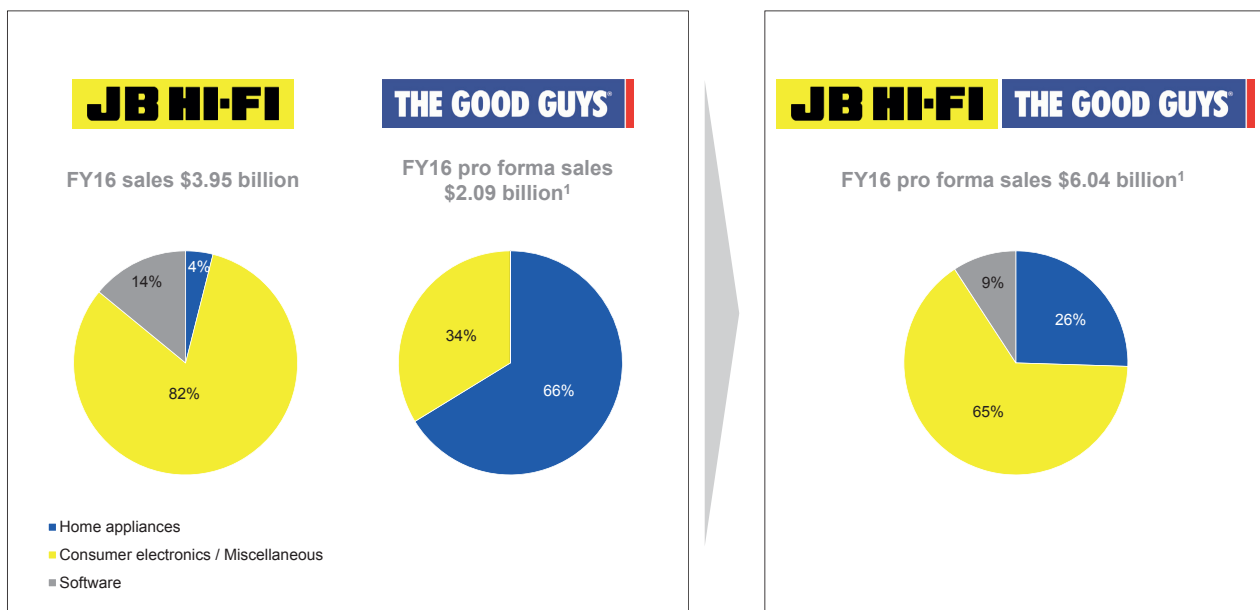 JB HI-FI
THE GOOD GUYS®
FY16 sales $3.95 billion
FY16 pro forma sales
$2.09 billion¹
4%
14%
82%
34%
66%
Home appliances
Consumer electronics / Miscellaneous
Software
JB HI-FI
THE GOOD GUYS®
FY16 pro forma sales $6.04 billion¹
9%
26%
65%